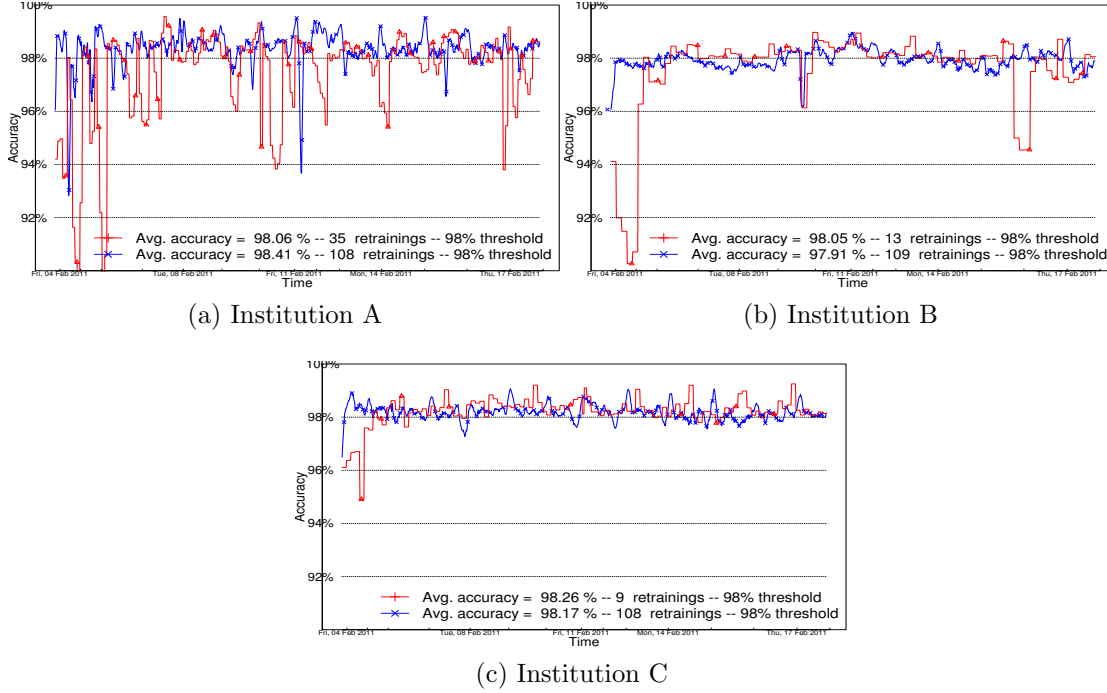 100%
98%
96%
94%
92%
Accuracy
Avg. accuracy = 98.06 % -- 35 retrainings -- 98% threshold
Avg. accuracy = 98.41 % -- 108 retrainings -- 98% threshold
Fri, 04 Feb 2011 Tue, 08 Feb 2011 Fri, 11 Feb 2011 Mon, 14 Feb 2011 Thu, 17 Feb 2011
Time
(a) Institution A
100%
98%
96%
94%
92%
Accuracy
Avg. accuracy = 98.05 % -- 13 retrainings -- 98% threshold
Avg. accuracy = 97.91 % -- 109 retrainings -- 98% threshold
Fri, 04 Feb 2011 Tue, 08 Feb 2011 Fri, 11 Feb 2011 Mon, 14 Feb 2011 Thu, 17 Feb 2011
Time
(b) Institution B
100%
98%
96%
94%
92%
Accuracy
Avg. accuracy = 98.26 % -- 9 retrainings -- 98% threshold
Avg. accuracy = 98.17 % -- 108 retrainings -- 98% threshold
Fri, 04 Feb 2011 Tue, 08 Feb 2011 Fri, 11 Feb 2011 Mon, 14 Feb 2011 Thu, 17 Feb 2011
Time
(c) Institution C